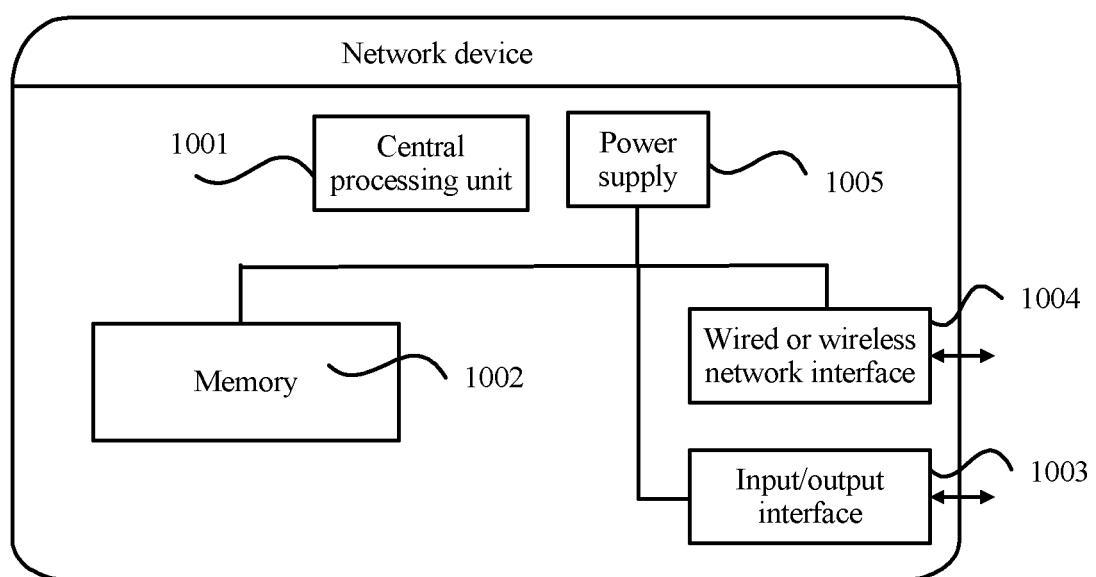 Network device
1001
Central
processing unit
Power
supply
1005
1004
Wired or wireless
network interface
Memory
1002
1003
Input/output
interface